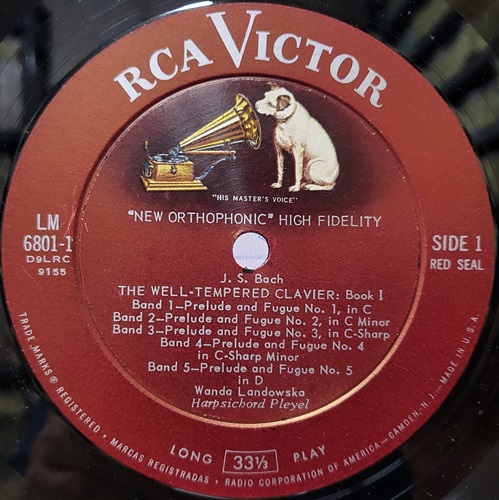 RCA VICTOR
"HIS MASTER'S VOICE"
"NEW ORTHOPHONIC" HIGH FIDELITY
LM
6801-1
D9LRC
9155
SIDE 1
RED SEAL
J. S. Bach
THE WELL-TEMPERED CLAVIER: Book I
Band 1—Prelude and Fugue No. 1, in C
Band 2—Prelude and Fugue No. 2, in C Minor
Band 3—Prelude and Fugue No. 3, in C-Sharp
Band 4—Prelude and Fugue No. 4
in C-Sharp Minor
Band 5—Prelude and Fugue No. 5
in D
Wanda Landowska
Harpsichord Pleyel
LONG 33⅓ PLAY
TRADE MARKS ® REGISTERED • MARCAS REGISTRADAS • RADIO CORPORATION OF AMERICA—CAMDEN, N.J.—MADE IN U.S.A.